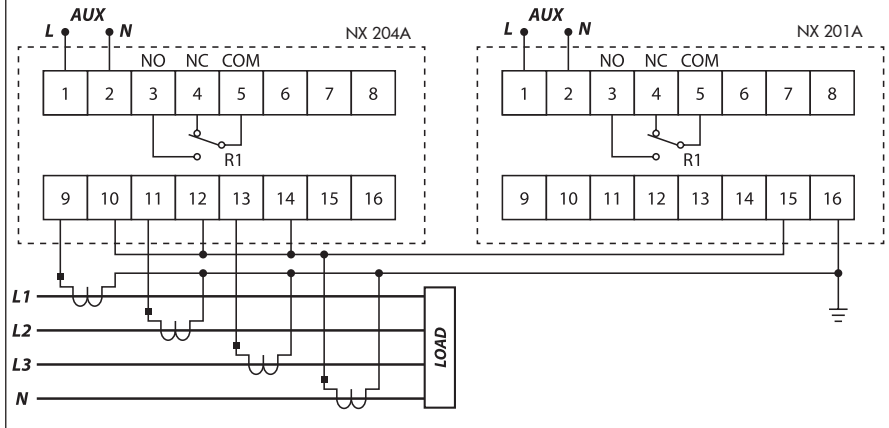 AUX AUX
L N NX 204A L N NX 201A
NO NC COM NO NC COM
1 2 3 4 5 6 7 8 1 2 3 4 5 6 7 8
R1 R1
9 10 11 12 13 14 15 16 9 10 11 12 13 14 15 16
L1
L2
L3
N
LOAD